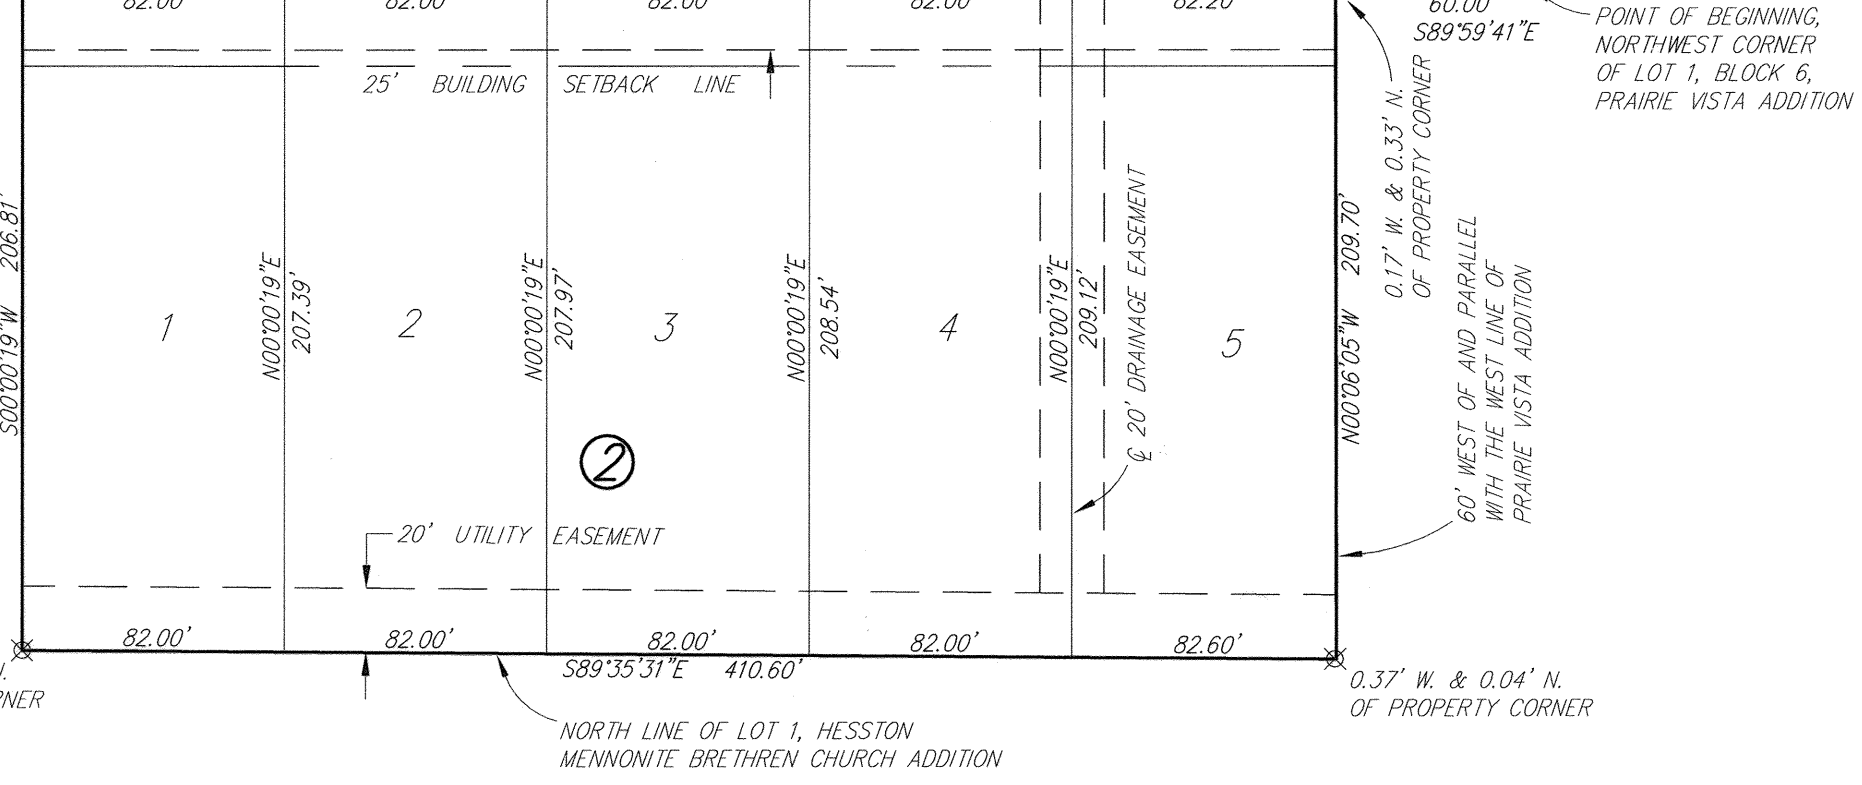 82.00'
82.00'
82.00'
82.00'
82.20'
60.00'
S89°59'41"E
POINT OF BEGINNING,
NORTHWEST CORNER
OF LOT 1, BLOCK 6,
PRAIRIE VISTA ADDITION
25' BUILDING SETBACK LINE
0.17' W. & 0.33' N.
OF PROPERTY CORNER
S00°00'19"W 206.81'
N00°00'19"E
207.39'
N00°00'19"E
207.97'
N00°00'19"E
208.54'
N00°00'19"E
209.12'
℄ 20' DRAINAGE EASEMENT
N00°06'05"W 209.70'
60' WEST OF AND PARALLEL
WITH THE WEST LINE OF
PRAIRIE VISTA ADDITION
1
2
3
4
5
2
20' UTILITY EASEMENT
82.00'
82.00'
82.00'
82.00'
82.60'
S89°35'31"E 410.60'
N.
RNER
0.37' W. & 0.04' N.
OF PROPERTY CORNER
NORTH LINE OF LOT 1, HESSTON
MENNONITE BRETHREN CHURCH ADDITION